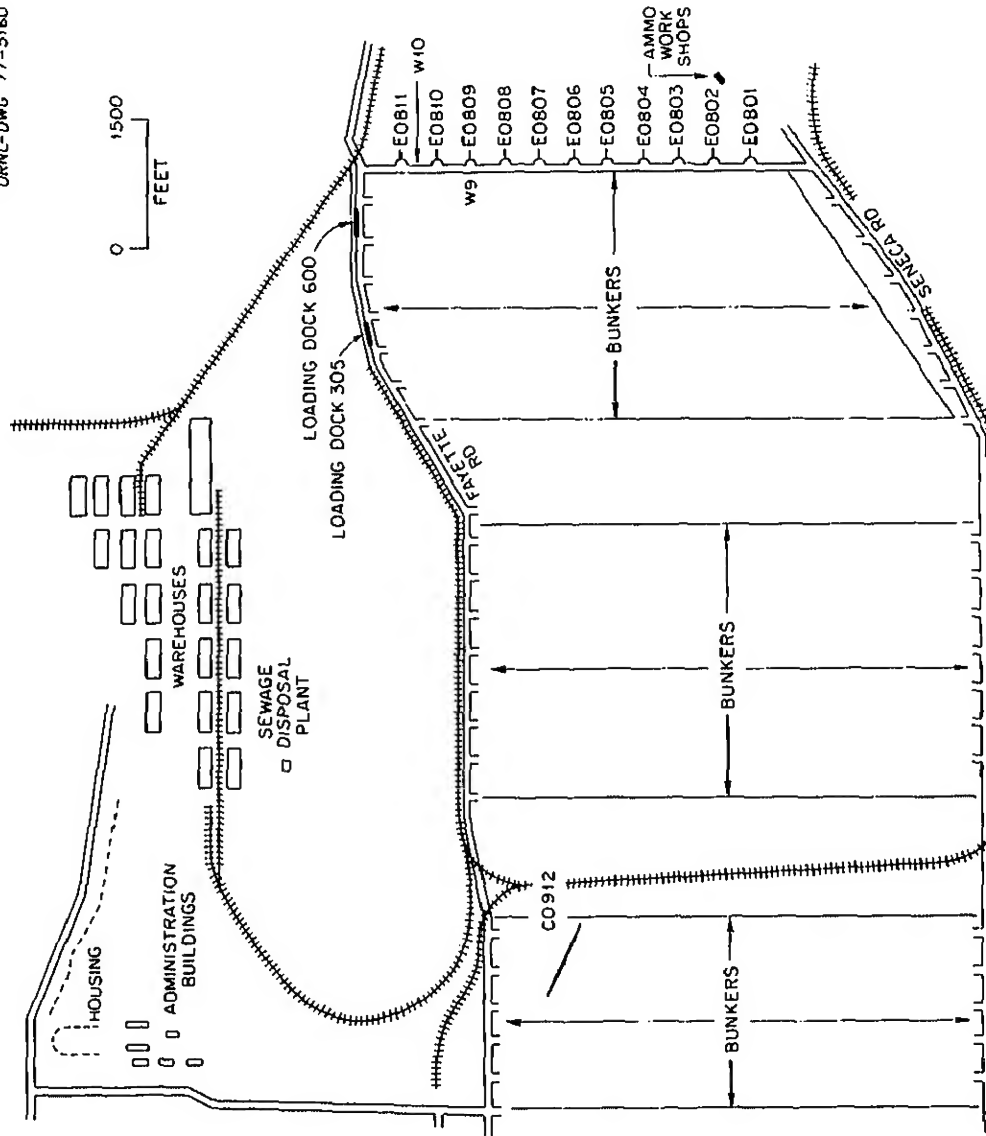 ORNL-DWG 77-5160
0 1500
FEET
W10
E0811
E0810
E0809
E0808
E0807
E0806
E0805
E0804
E0803
E0802
E0801
W9
AMMO
WORK
SHOPS
LOADING DOCK 600
LOADING DOCK 305
FAYETTE
RD
SENECA RD
BUNKERS
WAREHOUSES
SEWAGE
DISPOSAL
PLANT
BUNKERS
HOUSING
ADMINISTRATION
BUILDINGS
C0912
BUNKERS